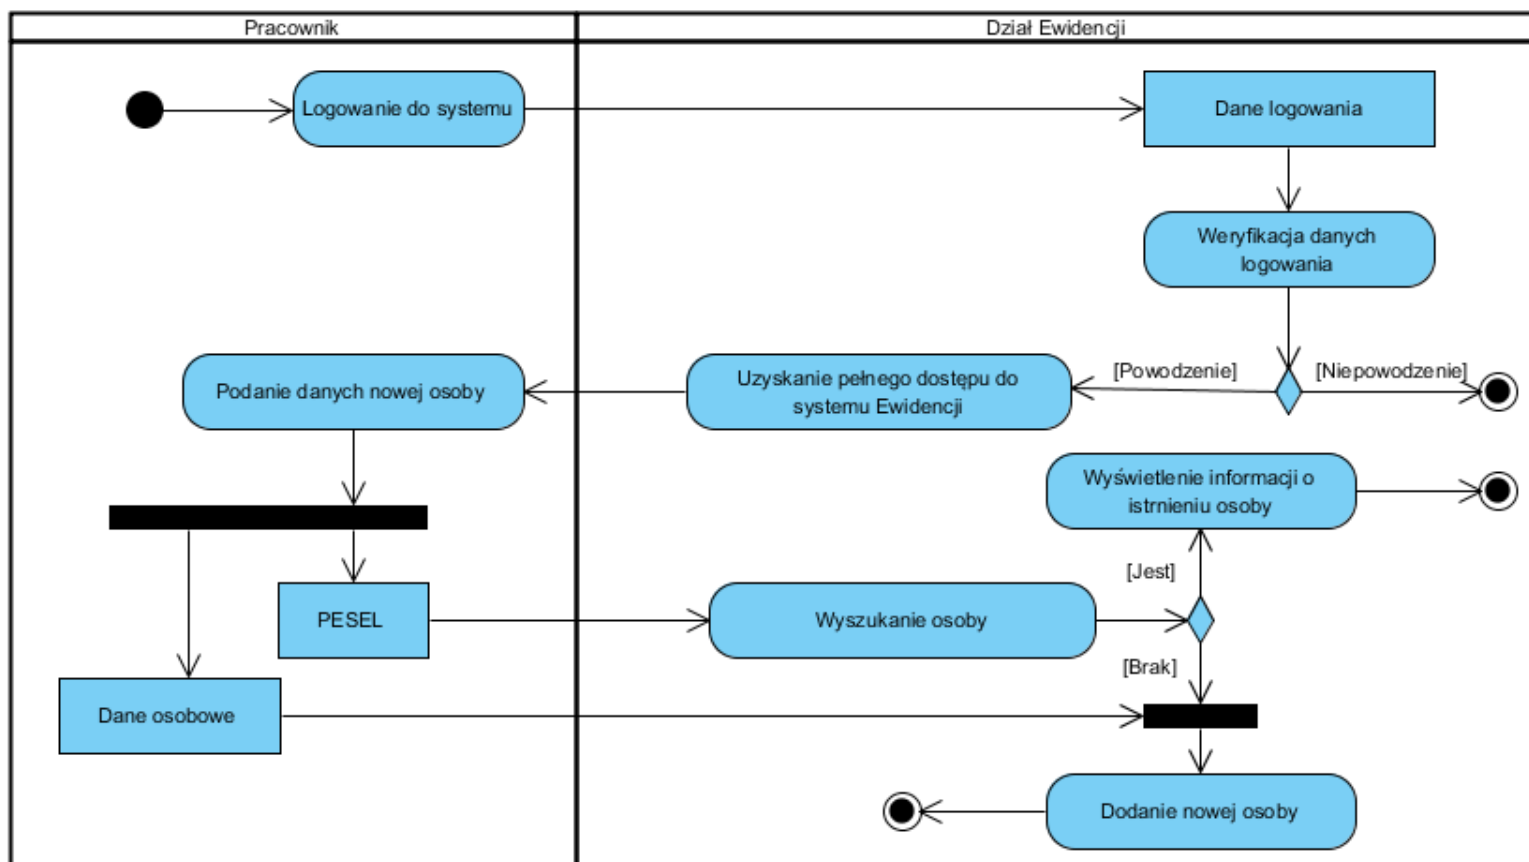 Pracownik
Dział Ewidencji
Logowanie do systemu
Dane logowania
Weryfikacja danych
logowania
[Powodzenie]
[Niepowodzenie]
Podanie danych nowej osoby
Uzyskanie pełnego dostępu do
systemu Ewidencji
Wyświetlenie informacji o
istrnieniu osoby
[Jest]
PESEL
Wyszukanie osoby
[Brak]
Dane osobowe
Dodanie nowej osoby